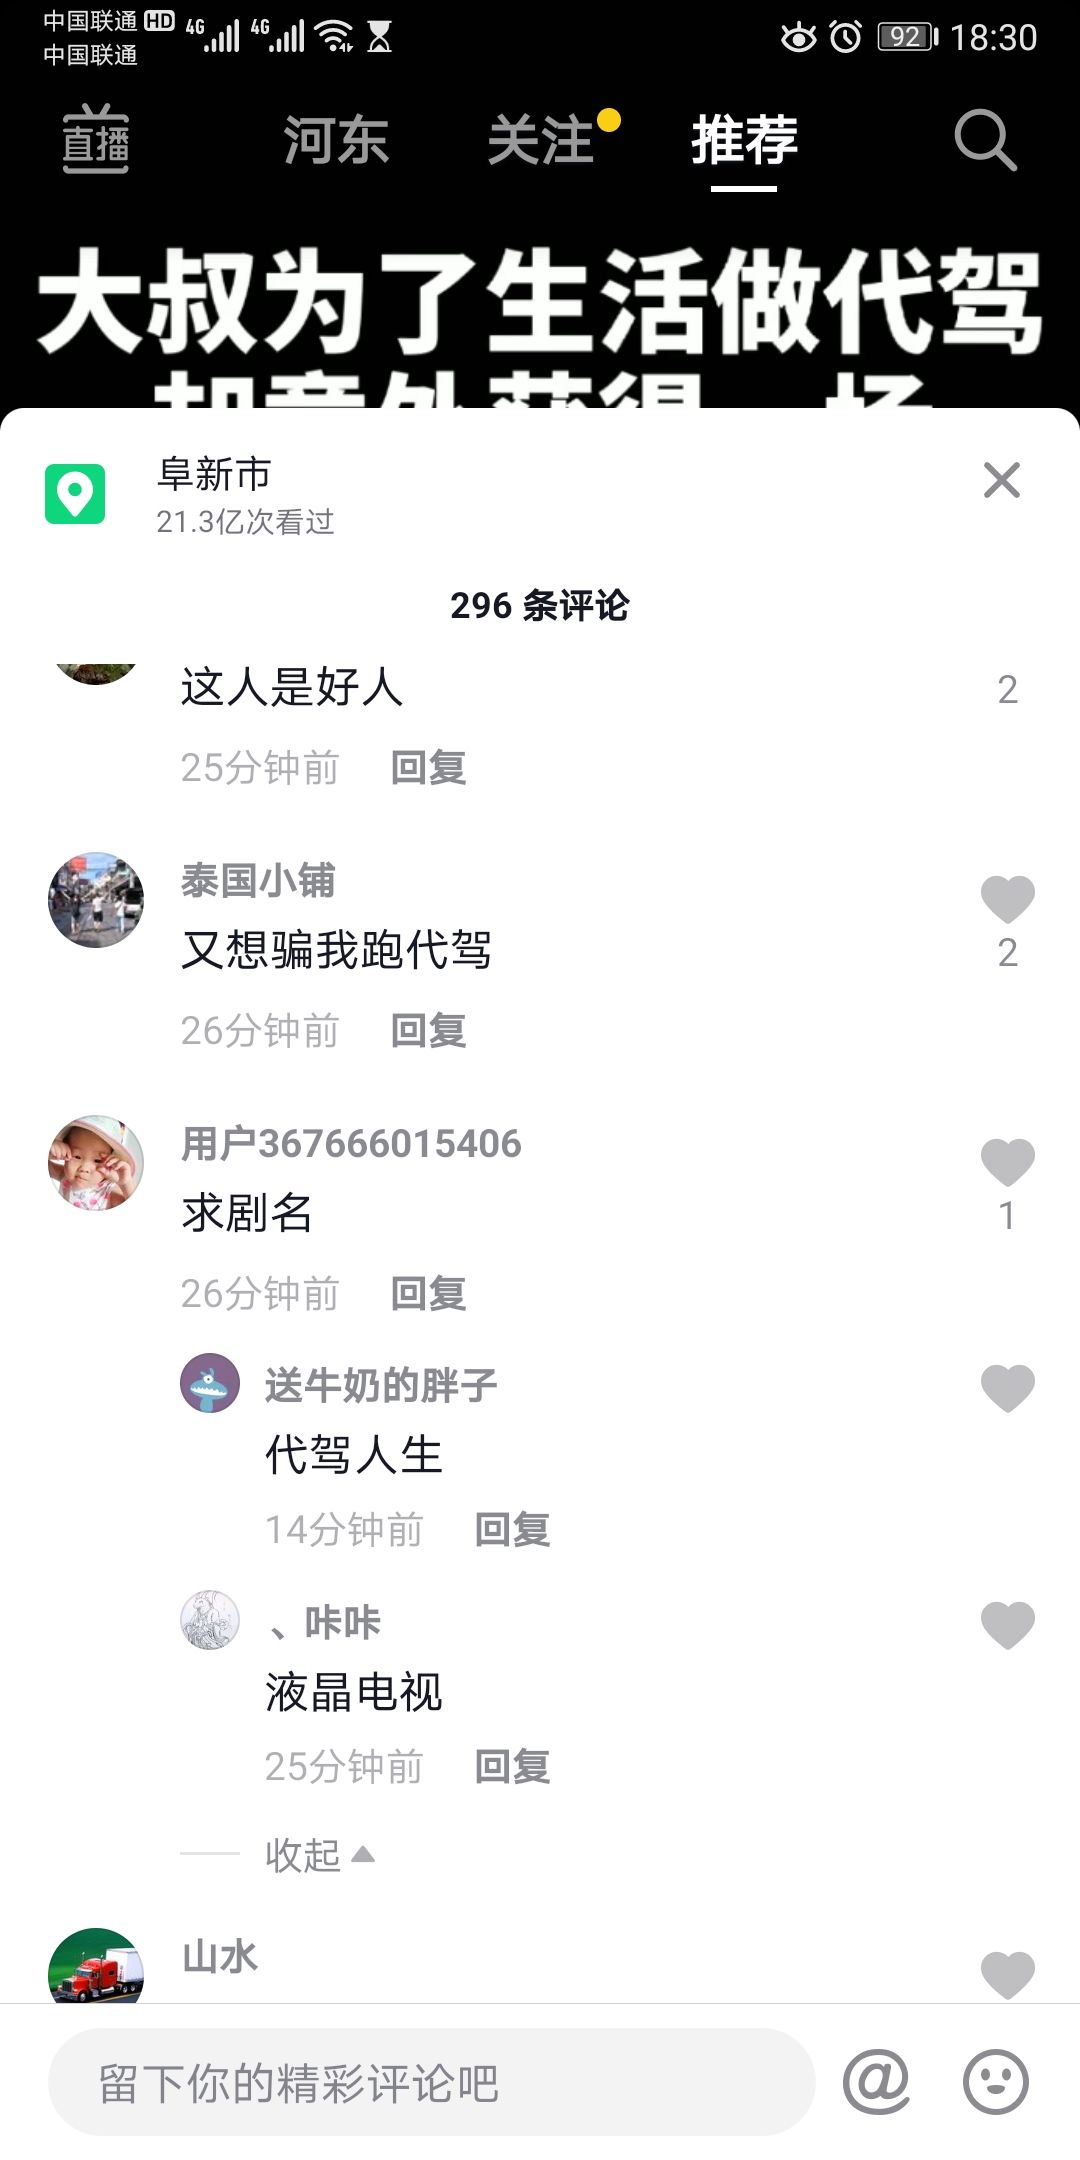 中国联通 HD 4G 4G 92 18:30
中国联通
直播 河东 关注 推荐
大叔为了生活做代驾
却意外获得一场
阜新市
21.3亿次看过
296 条评论
这人是好人
2
25分钟前 回复
泰国小铺
又想骗我跑代驾
2
26分钟前 回复
用户367666015406
求剧名
1
26分钟前 回复
送牛奶的胖子
代驾人生
14分钟前 回复
、咔咔
液晶电视
25分钟前 回复
收起
山水
留下你的精彩评论吧 @